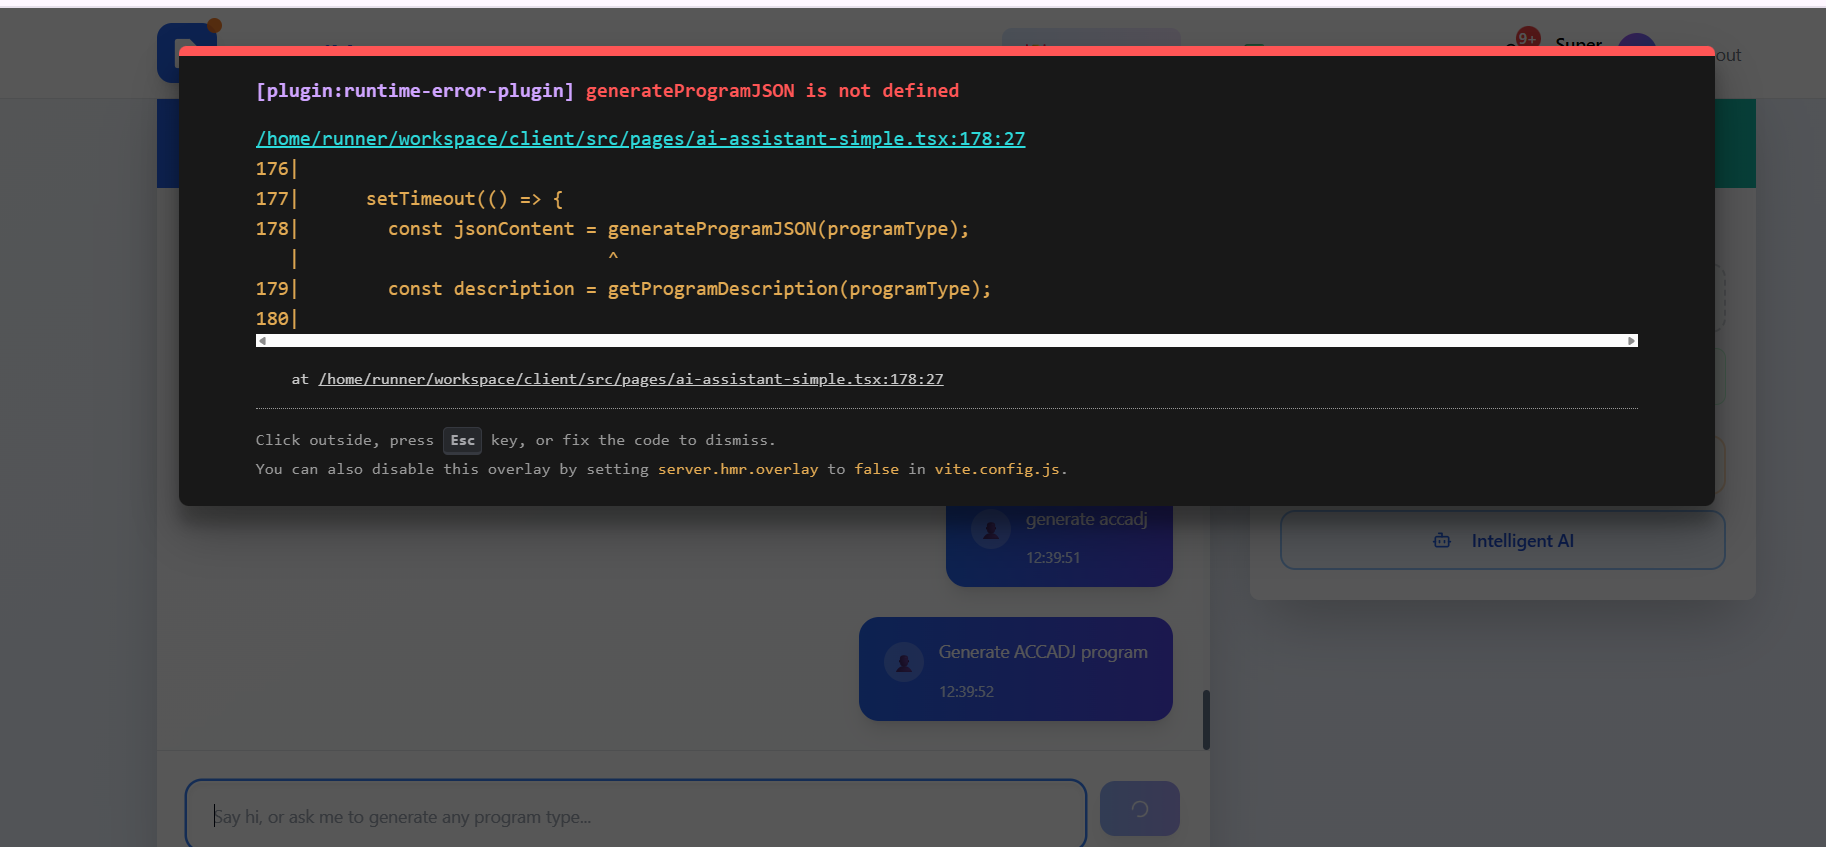 9+
Super
out
[plugin:runtime-error-plugin] generateProgramJSON is not defined
/home/runner/workspace/client/src/pages/ai-assistant-simple.tsx:178:27
176|
177|      setTimeout(() => {
178|        const jsonContent = generateProgramJSON(programType);
|                            ^
179|        const description = getProgramDescription(programType);
180|
at /home/runner/workspace/client/src/pages/ai-assistant-simple.tsx:178:27
Click outside, press Esc key, or fix the code to dismiss.
You can also disable this overlay by setting server.hmr.overlay to false in vite.config.js.
generate accadj
12:39:51
Intelligent AI
Generate ACCADJ program
12:39:52
Say hi, or ask me to generate any program type...